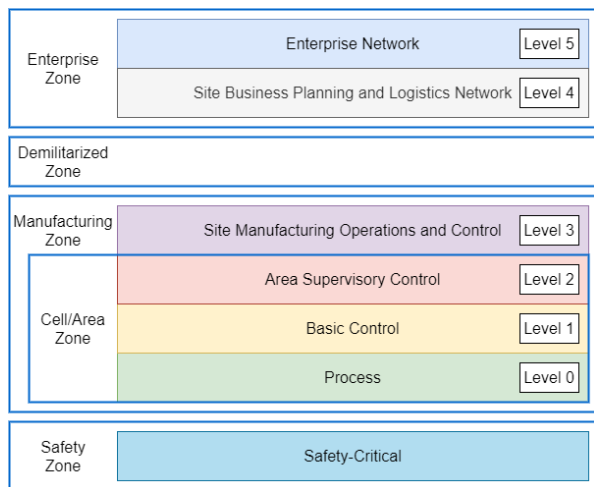 Enterprise
Zone
Enterprise Network
Level 5
Site Business Planning and Logistics Network
Level 4
Demilitarized
Zone
Manufacturing
Zone
Site Manufacturing Operations and Control
Level 3
Cell/Area
Zone
Area Supervisory Control
Level 2
Basic Control
Level 1
Process
Level 0
Safety
Zone
Safety-Critical